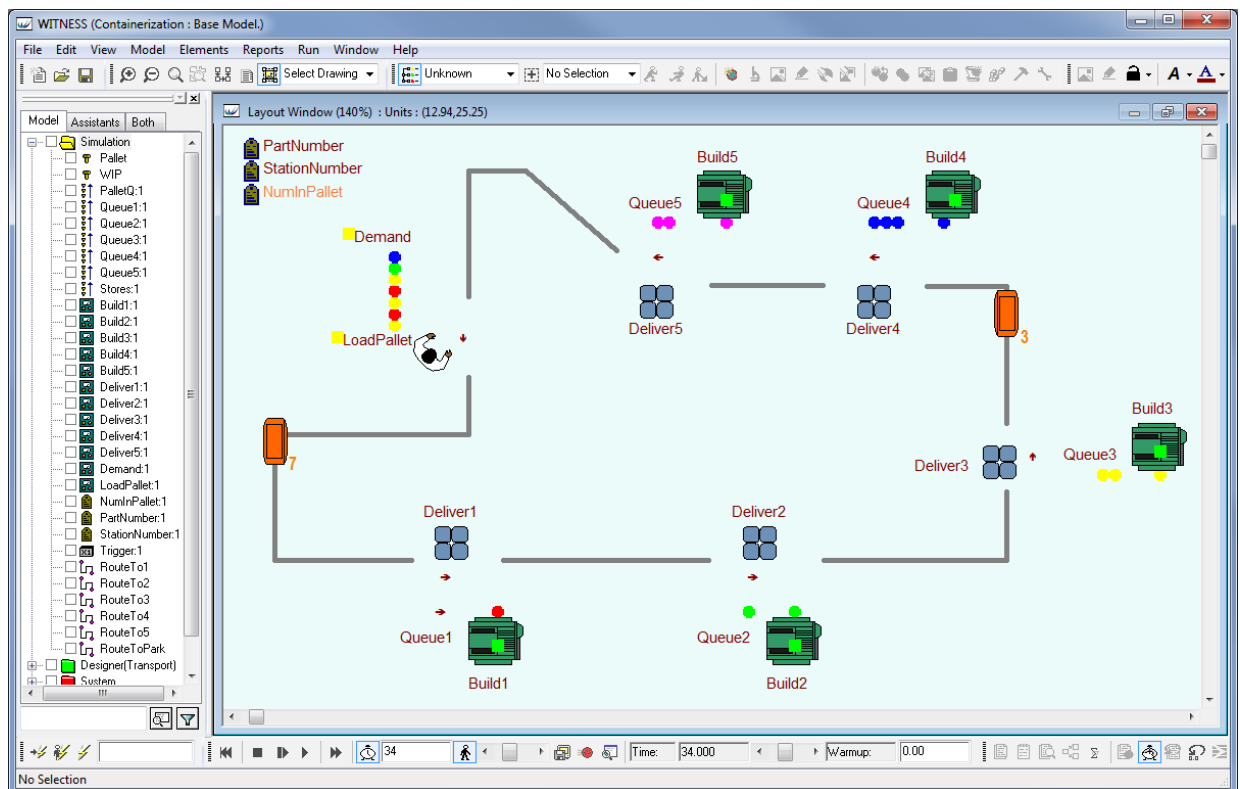 WITNESS (Containerization : Base Model.)
File Edit View Model Elements Reports Run Window Help
Select Drawing Unknown No Selection A A
Model Assistants Both
Simulation
Pallet
WIP
PalletQ:1
Queue1:1
Queue2:1
Queue3:1
Queue4:1
Queue5:1
Stores:1
Build1:1
Build2:1
Build3:1
Build4:1
Build5:1
Deliver1:1
Deliver2:1
Deliver3:1
Deliver4:1
Deliver5:1
Demand:1
LoadPallet:1
NumInPallet:1
PartNumber:1
StationNumber:1
Trigger:1
RouteTo1
RouteTo2
RouteTo3
RouteTo4
RouteTo5
RouteToPark
Designer(Transport)
System
Layout Window (140%) : Units : (12.94,25.25)
PartNumber
StationNumber
NumInPallet
Build5
Build4
Queue5
Queue4
Demand
Deliver5
Deliver4
3
LoadPallet
Build3
Queue3
Deliver3
7
Deliver1
Deliver2
Queue1
Queue2
Build1
Build2
34 Time: 34.000 Warmup: 0.00
No Selection